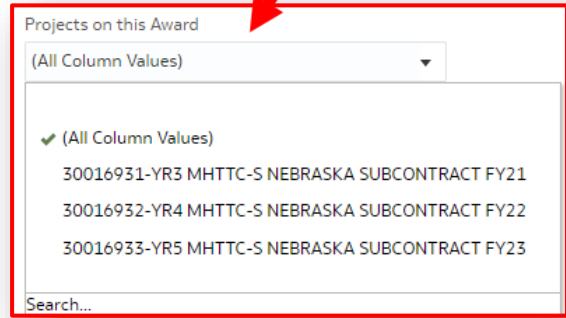 Projects on this Award
(All Column Values)
(All Column Values)
30016931-YR3 MHTTC-S NEBRASKA SUBCONTRACT FY21
30016932-YR4 MHTTC-S NEBRASKA SUBCONTRACT FY22
30016933-YR5 MHTTC-S NEBRASKA SUBCONTRACT FY23
Search...